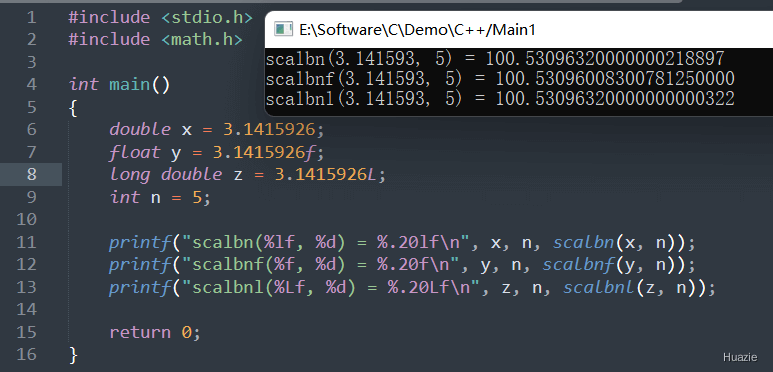 1 #include <stdio.h>
2 #include <math.h>
3
4 int main()
5 {
6 double x = 3.1415926;
7 float y = 3.1415926f;
8 long double z = 3.1415926L;
9 int n = 5;
10
11 printf("scalbn(%lf, %d) = %.20lf\n", x, n, scalbn(x, n));
12 printf("scalbnf(%f, %d) = %.20f\n", y, n, scalbnf(y, n));
13 printf("scalbnl(%Lf, %d) = %.20Lf\n", z, n, scalbnl(z, n));
14
15 return 0;
16 }
E:\Software\C\Demo\C++/Main1
scalbn(3.141593, 5) = 100.53096320000000218897
scalbnf(3.141593, 5) = 100.53096008300781250000
scalbnl(3.141593, 5) = 100.53096320000000000322
Huazie